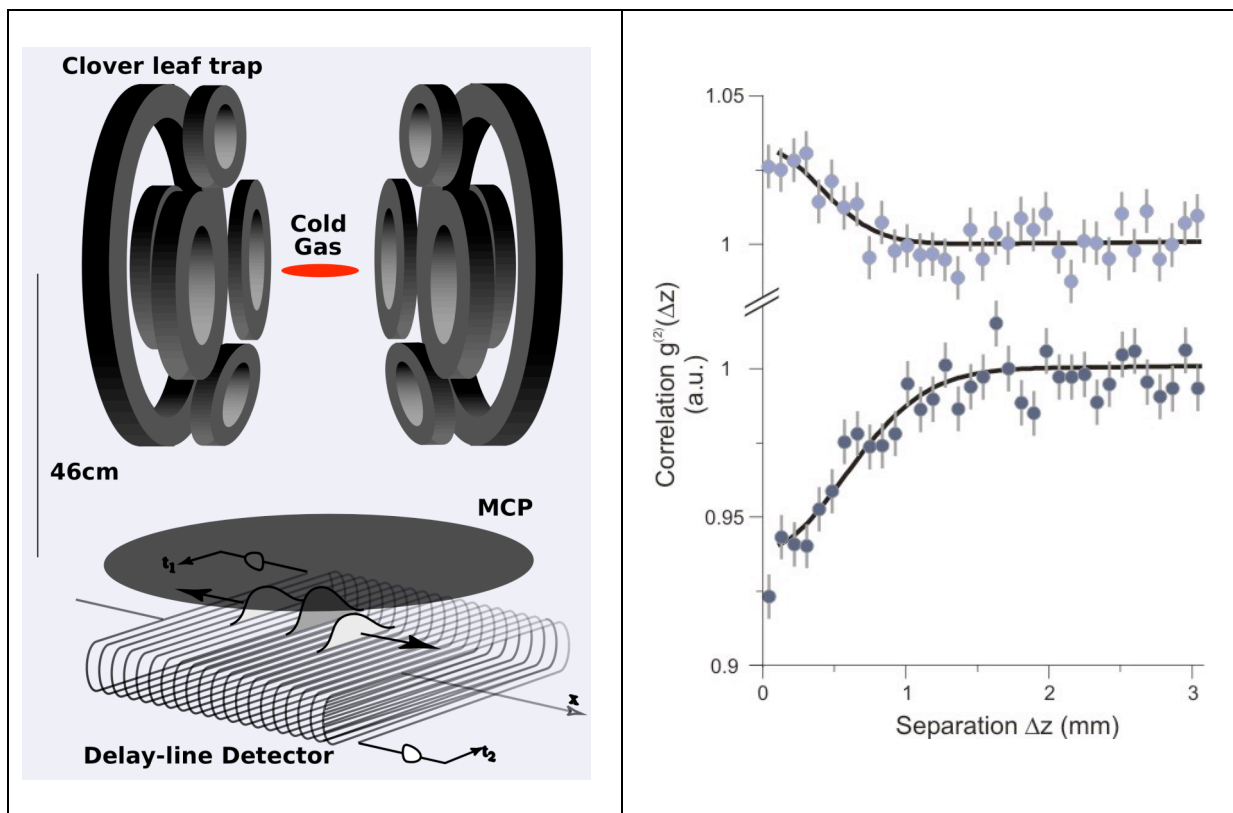 Clover leaf trap
Cold
Gas
46cm
MCP
t₁
x
Delay-line Detector
t₂
1.05
1
1
0.95
0.9
Correlation g⁽²⁾(Δz)
(a.u.)
0
1
2
3
Separation Δz (mm)